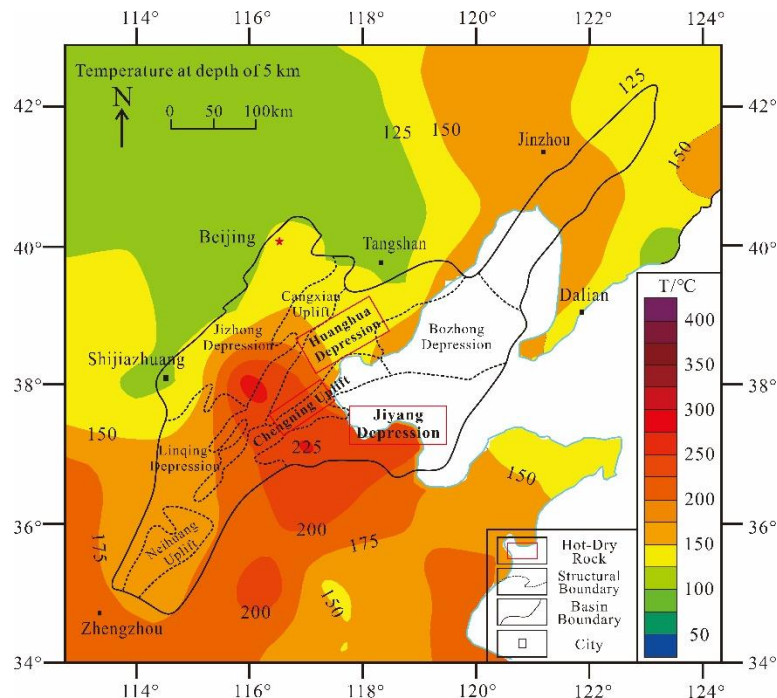 114° 116° 118° 120° 122° 124°
Temperature at depth of 5 km
N
0 50 100km
42°
40°
38°
36°
34°
42°
40°
38°
36°
34°
125
150
125
150
Jinzhou
Beijing
Tangshan
Dalian
Cangxian
Uplift
Jizhong
Depression
Huanghua
Depression
Bozhong
Depression
Shijiazhuang
Chengning Uplift
Jiyang
Depression
150
Linqing
Depression
225
150
Neihuang
Uplift
175
200
175
200
150
Zhengzhou
T/°C
400
350
300
250
200
150
100
50
Hot-Dry
Rock
Structural
Boundary
Basin
Boundary
City
114° 116° 118° 120° 122° 124°